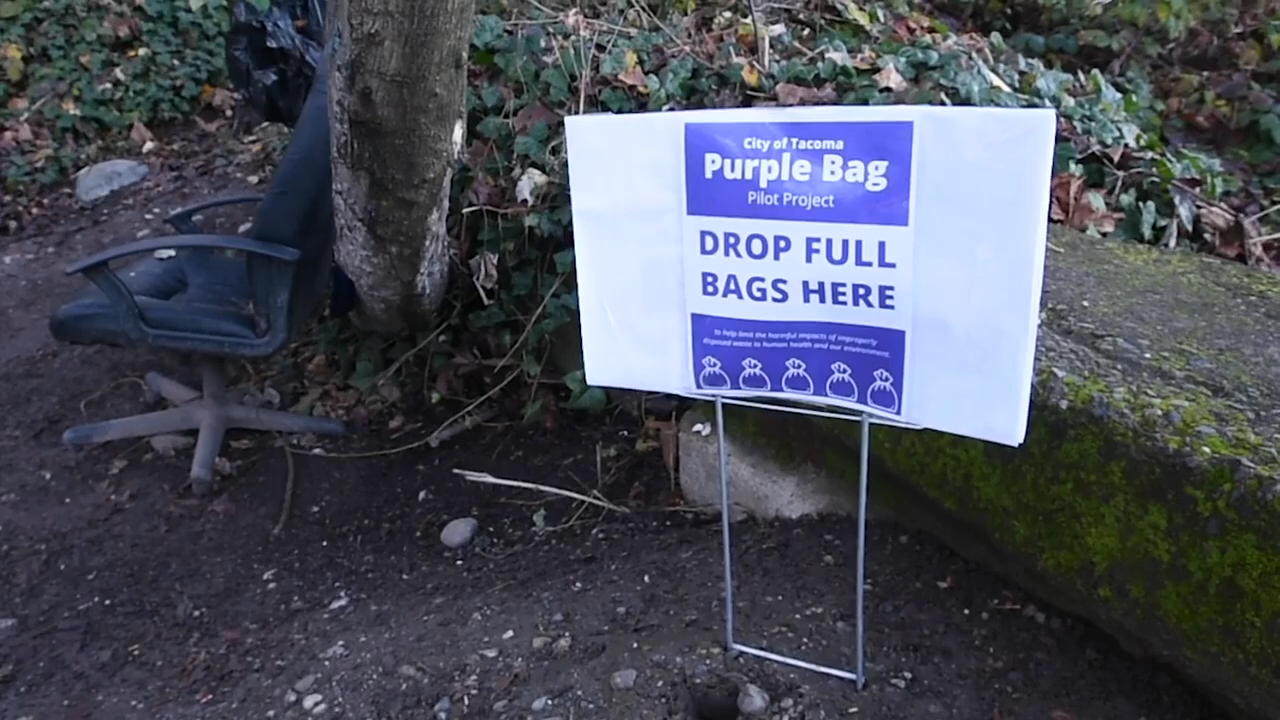 City of Tacoma
Purple Bag
Pilot Project
DROP FULL
BAGS HERE
To help limit the harmful impacts of improperly
disposed waste to human health and our environment.